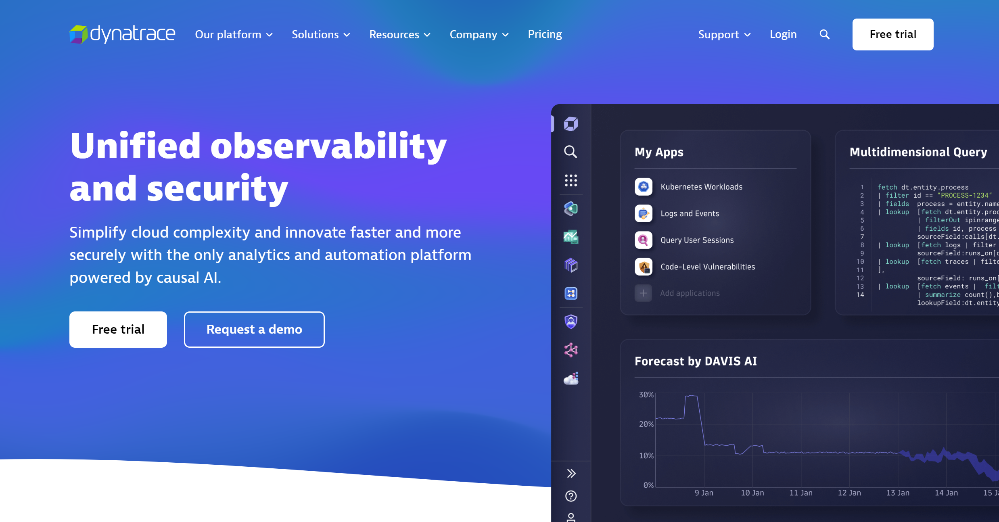 dynatrace
Our platform
Solutions
Resources
Company
Pricing
Support
Login
Free trial
Unified observability
and security
Simplify cloud complexity and innovate faster and more
securely with the only analytics and automation platform
powered by causal AI.
Free trial
Request a demo
My Apps
Kubernetes Workloads
Logs and Events
Query User Sessions
Code-Level Vulnerabilities
Add applications
Multidimensional Query
1 fetch dt.entity.process
2 | filter id == “PROCESS-1234”
3 | fields process = entity.name
4 | lookup [fetch dt.entity.proc
5 | filterOut ipinrange
6 | fields id, process
7 sourceField:calls[dt.
8 | lookup [fetch logs | filter
9 sourceField:runs_on[d
10 | lookup [fetch traces | filte
11 ],
12 sourceField: runs_on[
13 | lookup [fetch events | filt
14 | summarize count(),b
lookupField:dt.entity
Forecast by DAVIS AI
30%
20%
10%
0%
9 Jan
10 Jan
11 Jan
12 Jan
13 Jan
14 Jan
15 J